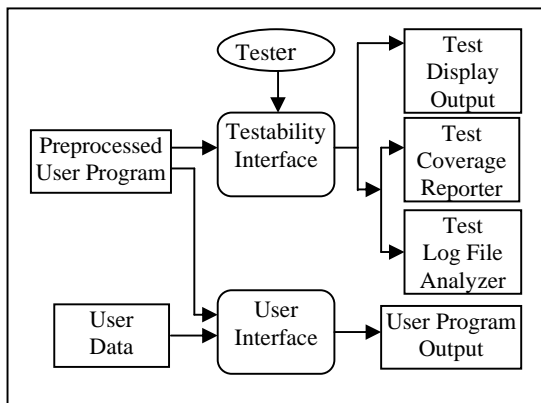 Tester
Test
Display
Output
Testability
Interface
Preprocessed
User Program
Test
Coverage
Reporter
Test
Log File
Analyzer
User
Data
User
Interface
User Program
Output